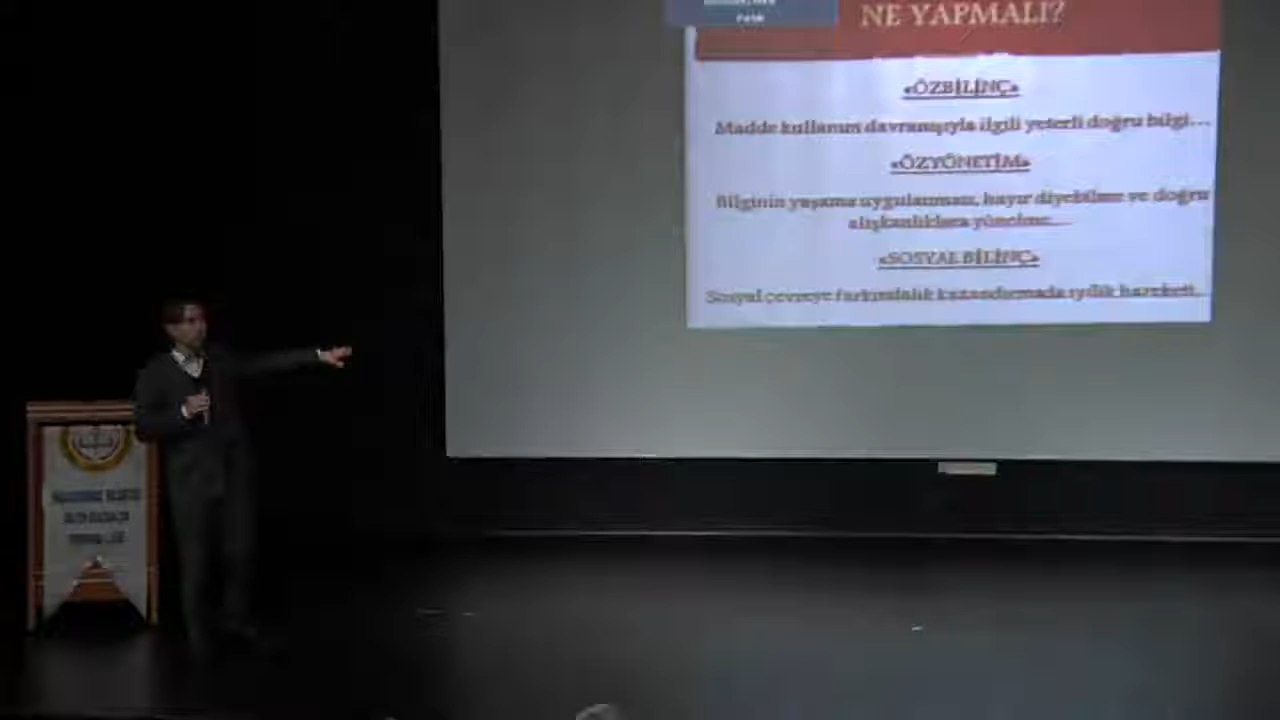 NE YAPMALI?
«ÖZBİLİNÇ»
Madde kullanım davranışıyla ilgili yeterli doğru bilgi...
«ÖZYÖNETİM»
Bilginin yaşama uygulanması, hayır diyebilme ve doğru
alışkanlıklara yönelme...
«SOSYAL BİLİNÇ»
Sosyal çevreye farkındalık kazandırmada iyilik hareketi...